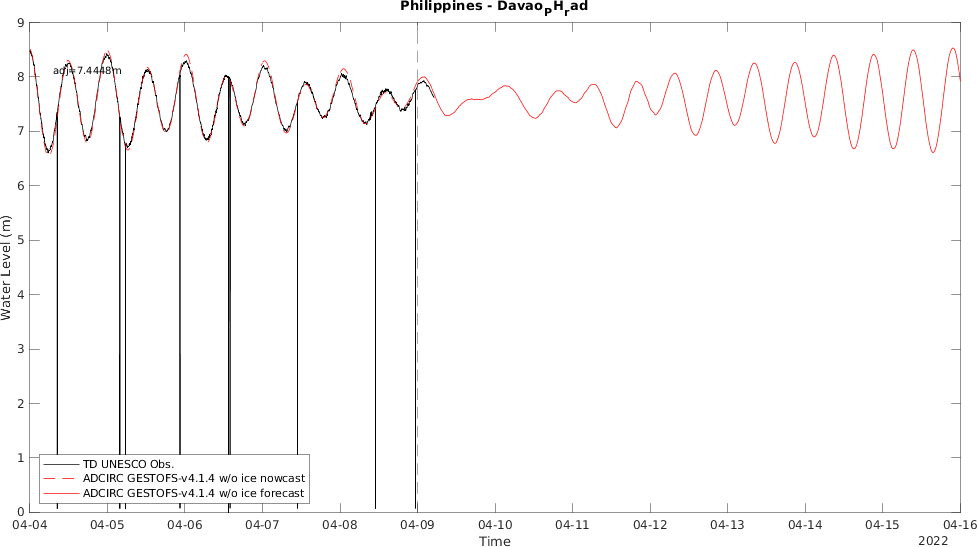 Philippines - Davao_PH_rad
9
8
7
6
5
4
3
2
1
0
Water Level (m)
adj=7.4448m
TD UNESCO Obs.
ADCIRC GESTOFS-v4.1.4 w/o ice nowcast
ADCIRC GESTOFS-v4.1.4 w/o ice forecast
04-04 04-05 04-06 04-07 04-08 04-09 04-10 04-11 04-12 04-13 04-14 04-15 04-16
Time
2022